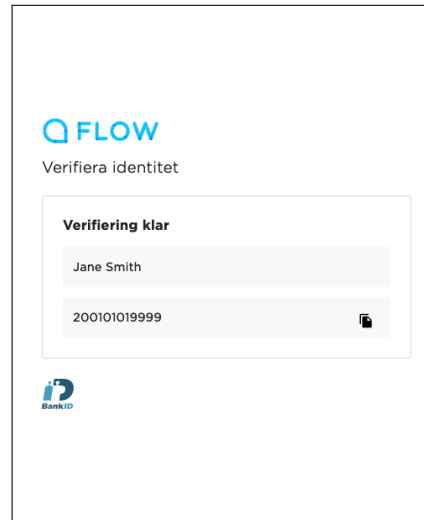 FLOW
Verifiera identitet
Verifiering klar
Jane Smith
200101019999
BankID